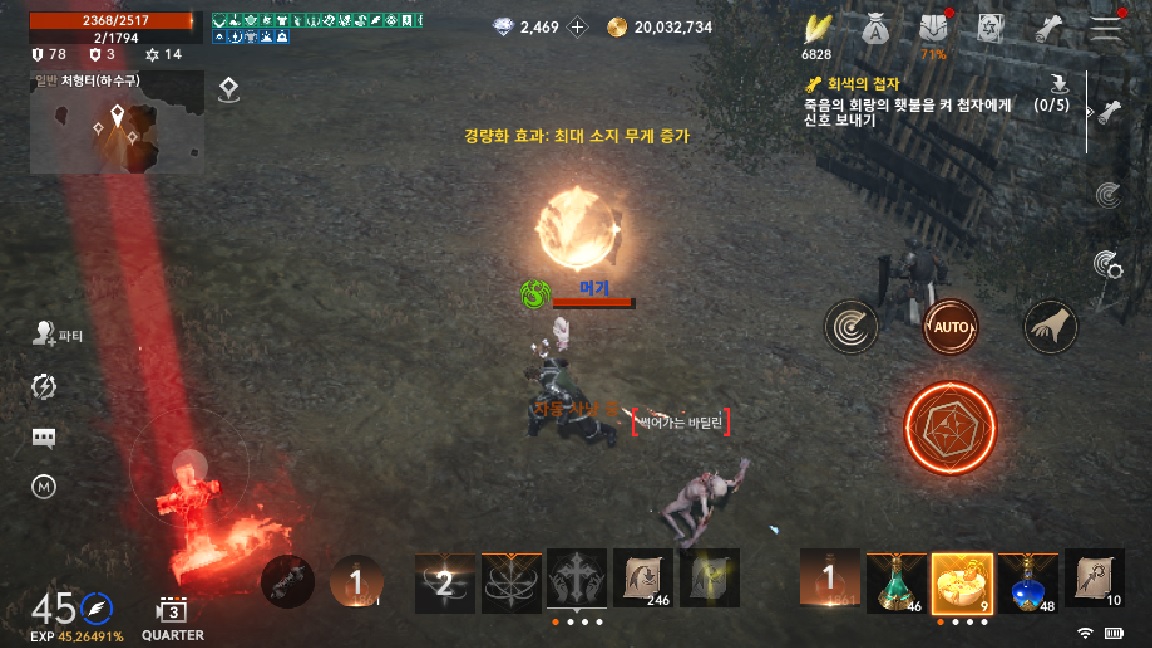 2368/2517
2/1794
78 3 14
2,469
20,032,734
6828
71%
일반 처형터(하수구)
회색의 첩자
죽음의 회랑의 횃불을 켜 첩자에게 (0/5)
신호 보내기
경량화 효과: 최대 소지 무게 증가
메기
파티
AUTO
자동 사냥 중
썩어가는 바틸린
M
45
EXP 45.26491%
3
QUARTER
1
2
246
1
1861
46
9
48
10